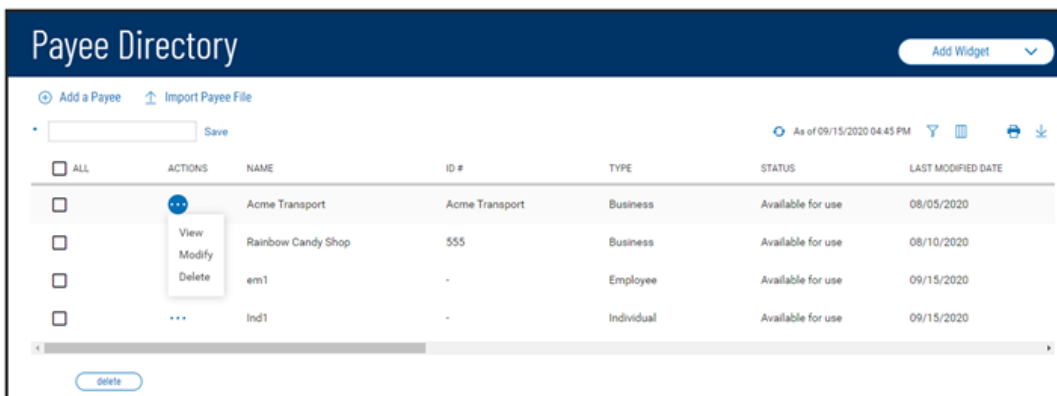 Payee Directory
Add Widget
Add a Payee Import Payee File
* Save As of 09/15/2020 04:45 PM
ALL ACTIONS NAME ID # TYPE STATUS LAST MODIFIED DATE
Acme Transport Acme Transport Business Available for use 08/05/2020
View
Modify
Delete
Rainbow Candy Shop 555 Business Available for use 08/10/2020
em1 - Employee Available for use 09/15/2020
Ind1 - Individual Available for use 09/15/2020
delete